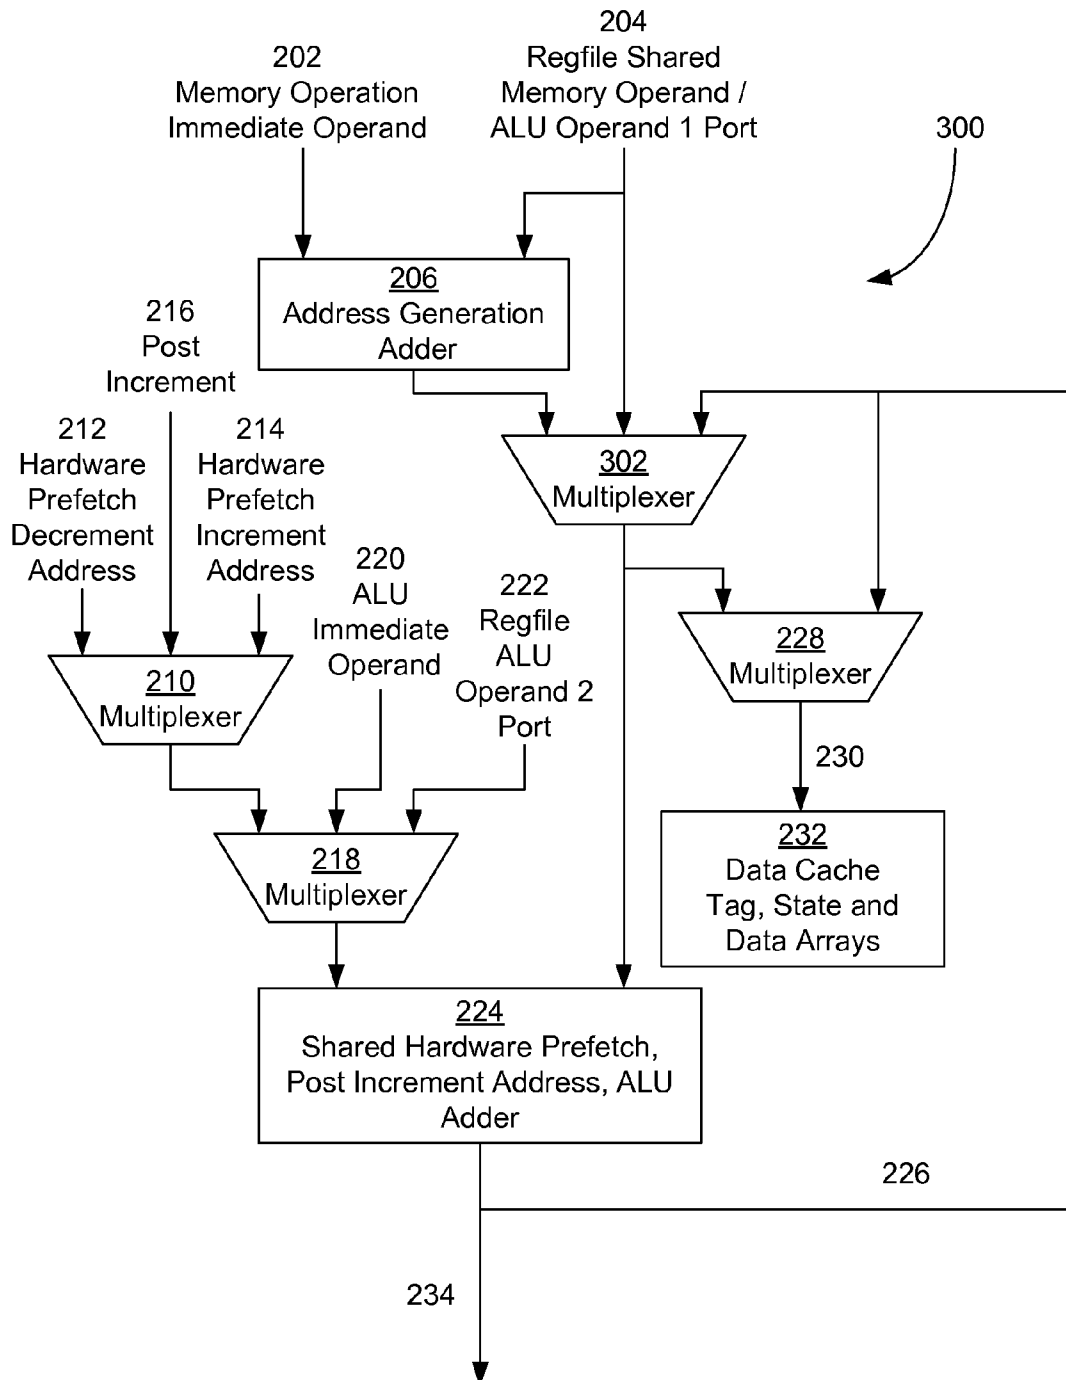 204
Regfile Shared
Memory Operand /
ALU Operand 1 Port
202
Memory Operation
Immediate Operand
300
206
Address Generation
Adder
216
Post
Increment
212
Hardware
Prefetch
Decrement
Address
214
Hardware
Prefetch
Increment
Address
302
Multiplexer
220
ALU
Immediate
Operand
222
Regfile
ALU
Operand 2
Port
228
Multiplexer
210
Multiplexer
230
218
Multiplexer
232
Data Cache
Tag, State and
Data Arrays
224
Shared Hardware Prefetch,
Post Increment Address, ALU
Adder
226
234